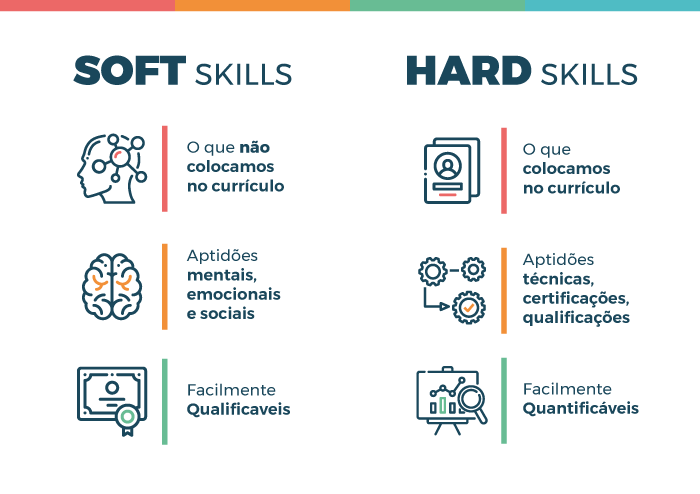 SOFT SKILLS
O que não
colocamos
no currículo
Aptidões
mentais,
emocionais
e sociais
Facilmente
Qualificaveis
HARD SKILLS
O que
colocamos
no currículo
Aptidões
técnicas,
certificações,
qualificações
Facilmente
Quantificáveis